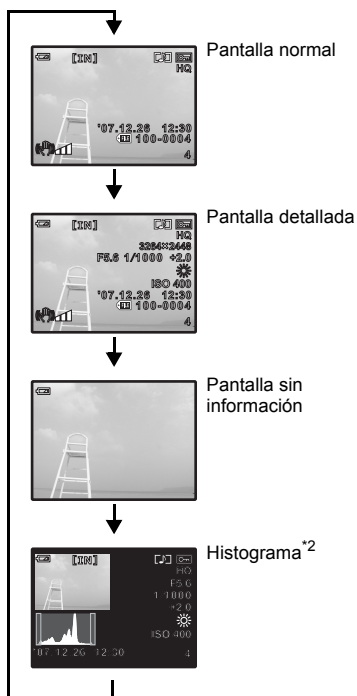 [IN]
HQ
Pantalla normal
'07.12.26 12:30
100-0004
4
[IN]
HQ
Pantalla detallada
3264×2448
F5.6 1/1000 +2.0
ISO 400
'07.12.26 12:30
100-0004
4
Pantalla sin
información
[IN]
HQ
Histograma*2
F5.6
1/1000
+2.0
ISO 400
'07.12.26 12:30
4